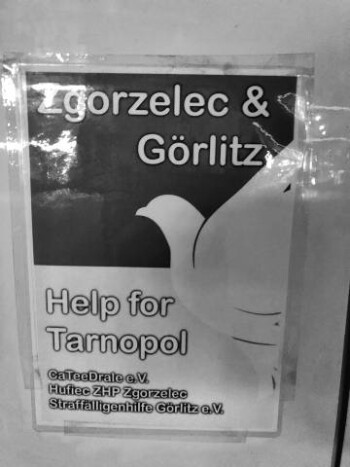 Zgorzelec &
Görlitz
Help for
Tarnopol
CaTeeDrale e.V.
Hufiec ZHP Zgorzelec
Straffälligenhilfe Görlitz e.V.